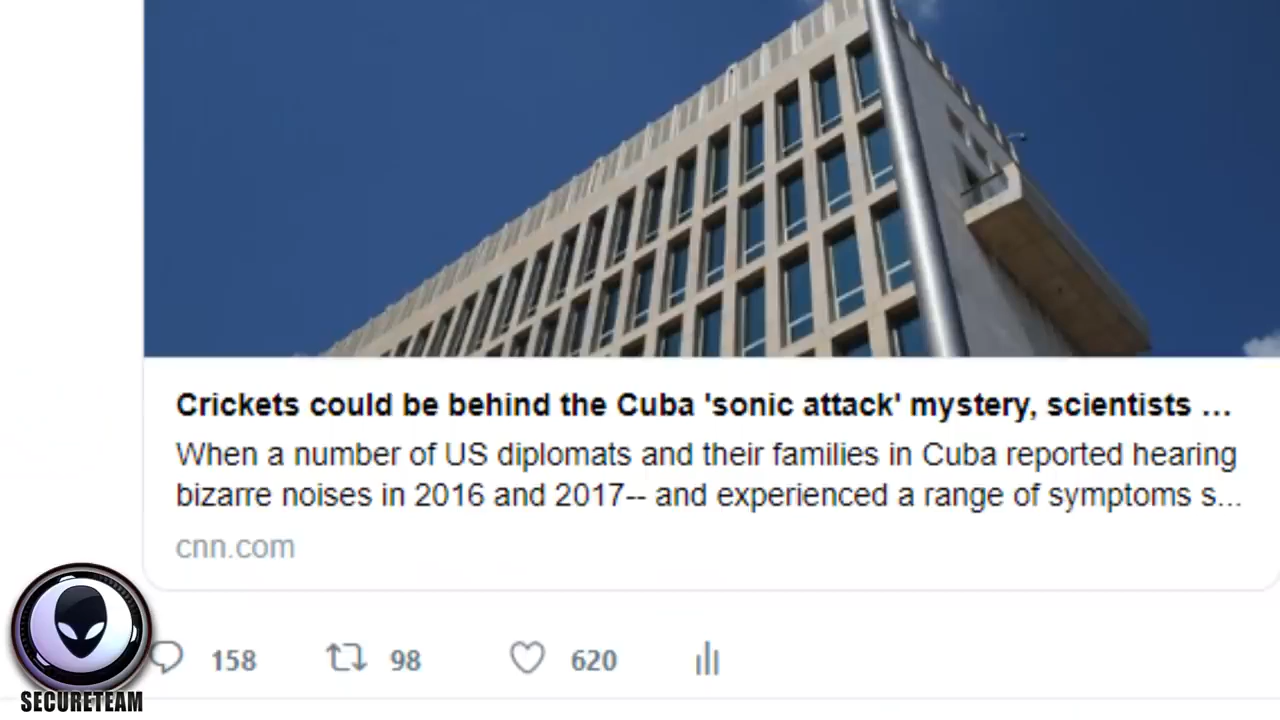 Crickets could be behind the Cuba 'sonic attack' mystery, scientists ...
When a number of US diplomats and their families in Cuba reported hearing
bizarre noises in 2016 and 2017-- and experienced a range of symptoms s...
cnn.com
158 98 620
SECURETEAM